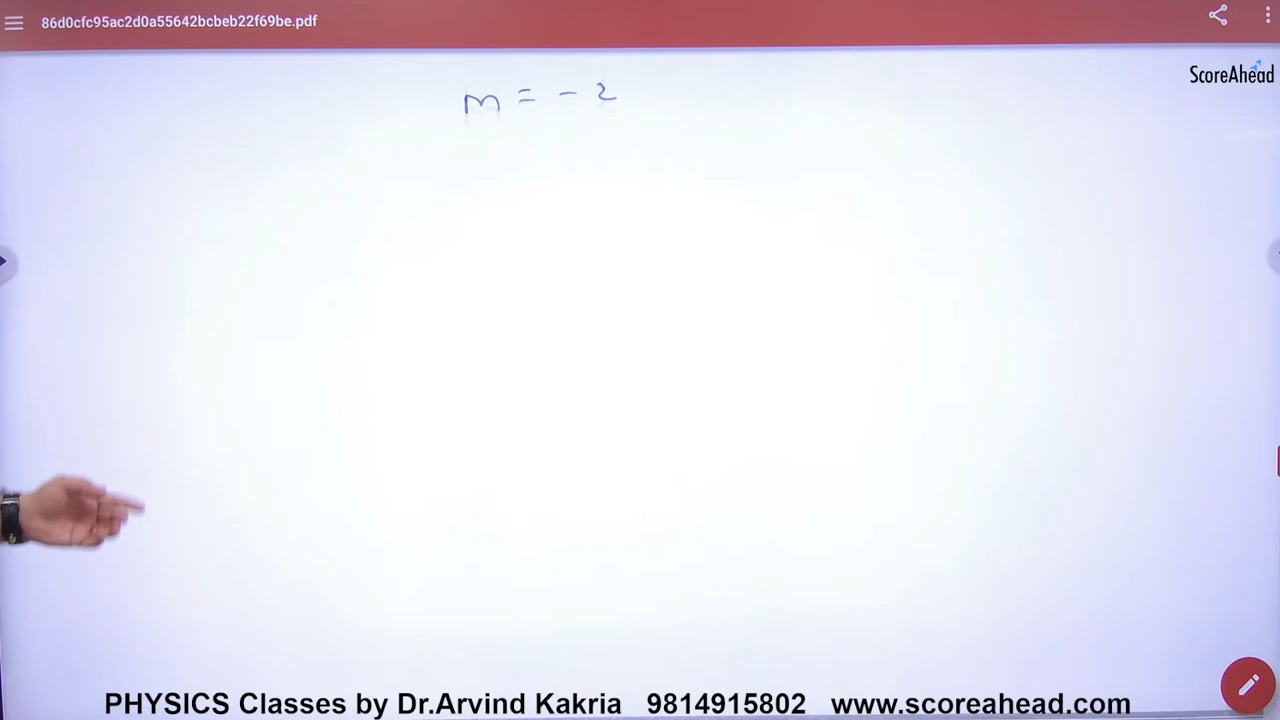 86d0cfc95ac2d0a55642bcbeb22f69be.pdf
ScoreAhead
m = - 2
PHYSICS Classes by Dr.Arvind Kakria 9814915802 www.scoreahead.com